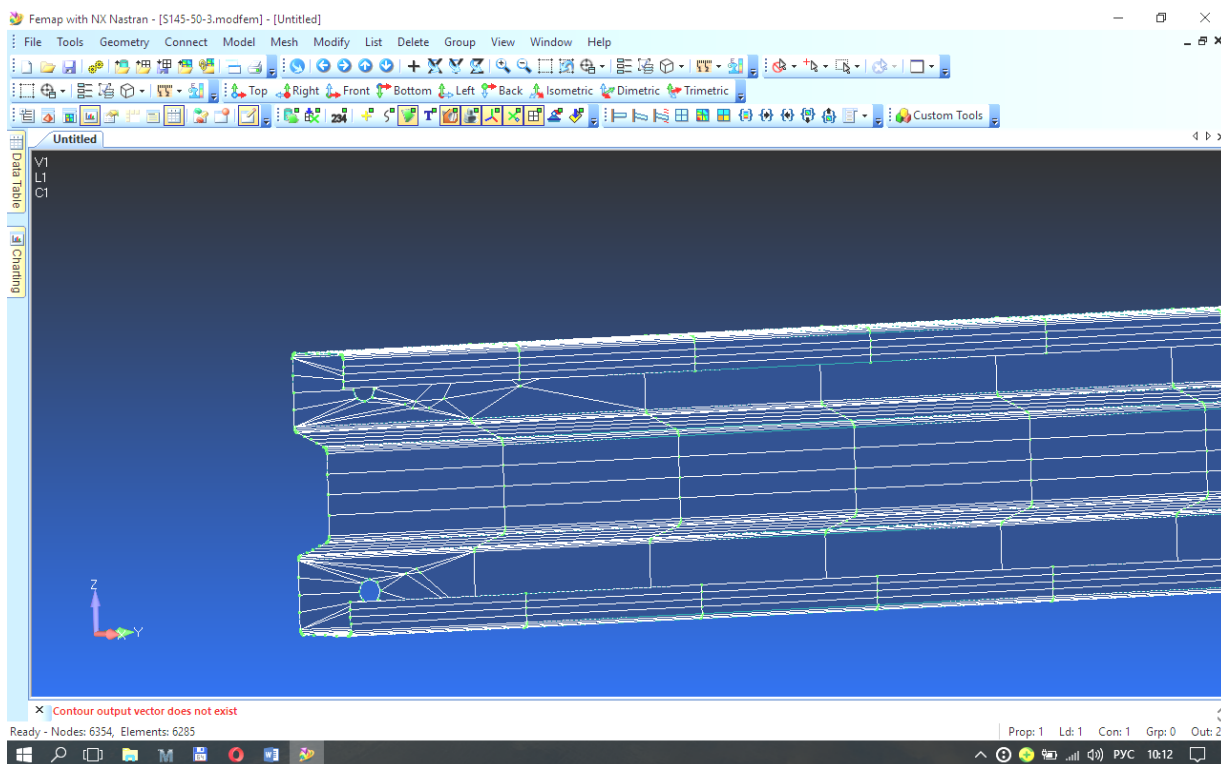 Femap with NX Nastran - [S145-50-3.modfem] - [Untitled]
File Tools Geometry Connect Model Mesh Modify List Delete Group View Window Help
Top Right Front Bottom Left Back Isometric Dimetric Trimetric
234 T Custom Tools
Untitled
Data Table
Charting
V1
L1
C1
Z
Y
Contour output vector does not exist
Ready - Nodes: 6354, Elements: 6285 Prop: 1 Ld: 1 Con: 1 Grp: 0 Out: 2
РУС 10:12